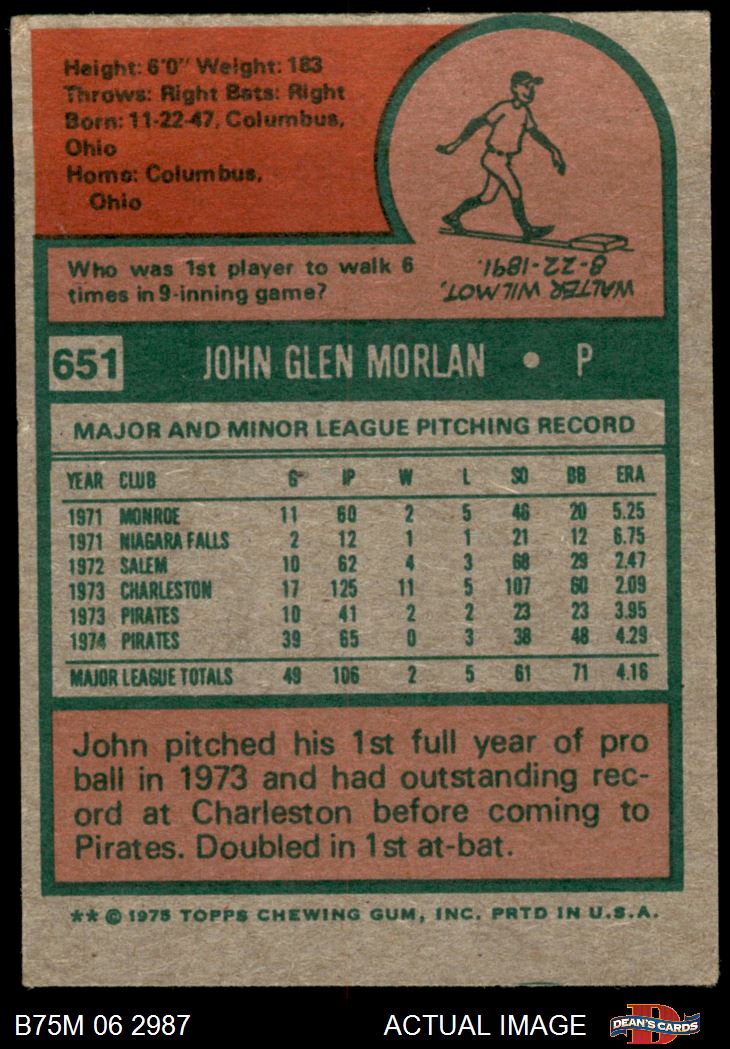 Height: 6'0" Weight: 183
Throws: Right Bats: Right
Born: 11-22-47, Columbus,
Ohio
Home: Columbus,
Ohio
Who was 1st player to walk 6
times in 9-inning game?
WALTER WILMOT,
8-22-1891.
651 JOHN GLEN MORLAN • P
MAJOR AND MINOR LEAGUE PITCHING RECORD
YEAR CLUB G IP W L SO BB ERA
1971 MONROE 11 60 2 5 46 20 5.25
1971 NIAGARA FALLS 2 12 1 1 21 12 6.75
1972 SALEM 10 62 4 3 68 29 2.47
1973 CHARLESTON 17 125 11 5 107 60 2.09
1973 PIRATES 10 41 2 2 23 23 3.95
1974 PIRATES 39 65 0 3 38 48 4.29
MAJOR LEAGUE TOTALS 49 106 2 5 61 71 4.16
John pitched his 1st full year of pro
ball in 1973 and had outstanding rec-
ord at Charleston before coming to
Pirates. Doubled in 1st at-bat.
** © 1975 TOPPS CHEWING GUM, INC. PRTD IN U.S.A.
B75M 06 2987 ACTUAL IMAGE DEAN'S CARDS